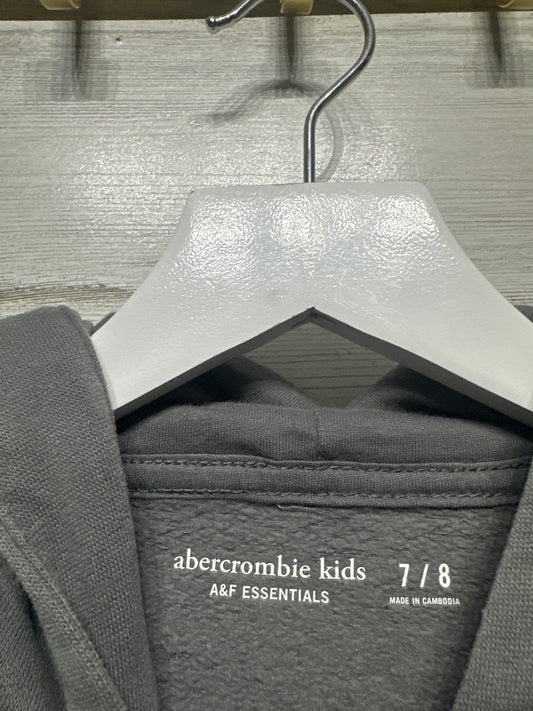 abercrombie kids
A&F ESSENTIALS
7 / 8
MADE IN CAMBODIA